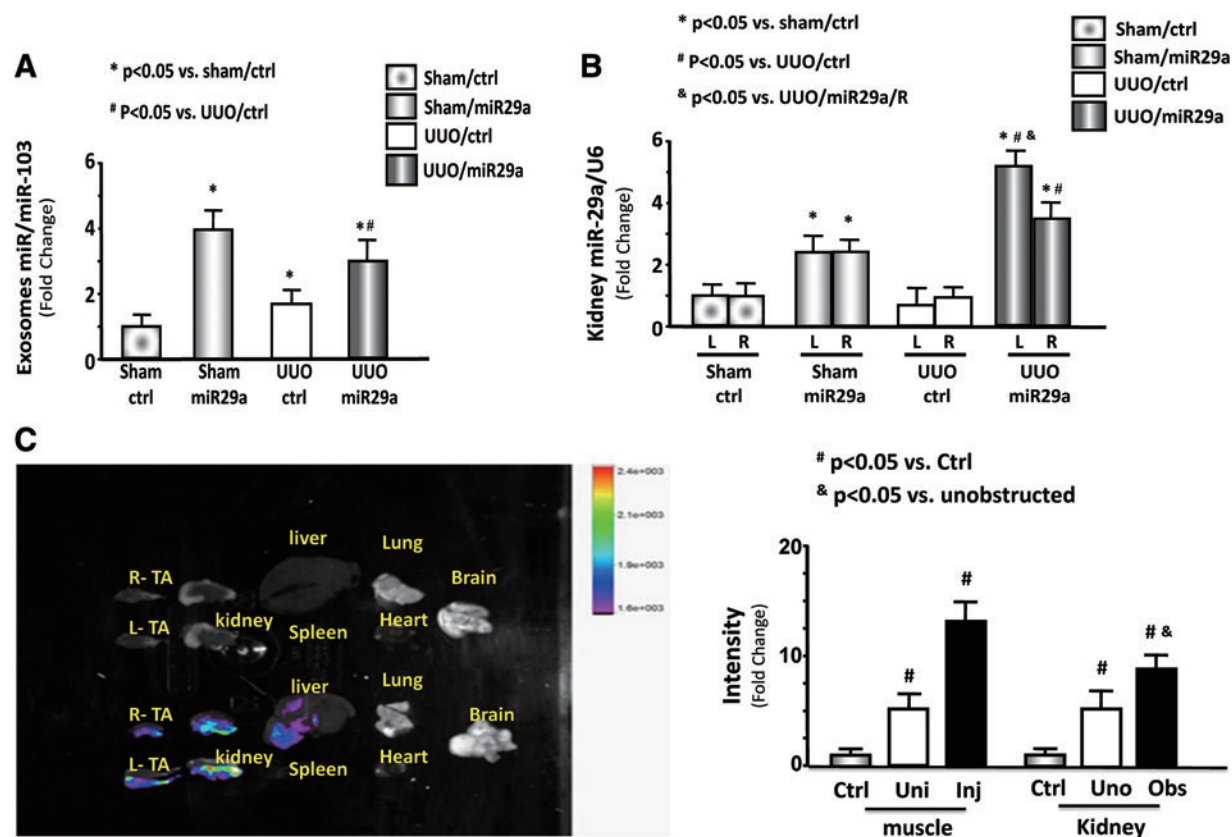 A
* p<0.05 vs. sham/ctrl
# P<0.05 vs. UUO/ctrl
Sham/ctrl
Sham/miR29a
UUO/ctrl
UUO/miR29a
Exosomes miR/miR-103
(Fold Change)
6
4
2
0
*
*
*#
Sham
ctrl
Sham
miR29a
UUO
ctrl
UUO
miR29a
B
* p<0.05 vs. sham/ctrl
# P<0.05 vs. UUO/ctrl
& p<0.05 vs. UUO/miR29a/R
Sham/ctrl
Sham/miR29a
UUO/ctrl
UUO/miR29a
Kidney miR-29a/U6
(Fold Change)
6
4
2
0
*
*
* # &
*#
L R L R L R L R
Sham
ctrl
Sham
miR29a
UUO
ctrl
UUO
miR29a
C
liver
Lung
R- TA
Brain
L- TA
kidney
Spleen
Heart
liver
Lung
R- TA
Brain
L- TA
kidney
Spleen
Heart
2.4e+003
2.1e+003
1.9e+003
1.6e+003
# p<0.05 vs. Ctrl
& p<0.05 vs. unobstructed
Intensity
(Fold Change)
20
10
0
#
#
#
# &
Ctrl Uni Inj Ctrl Uno Obs
muscle Kidney